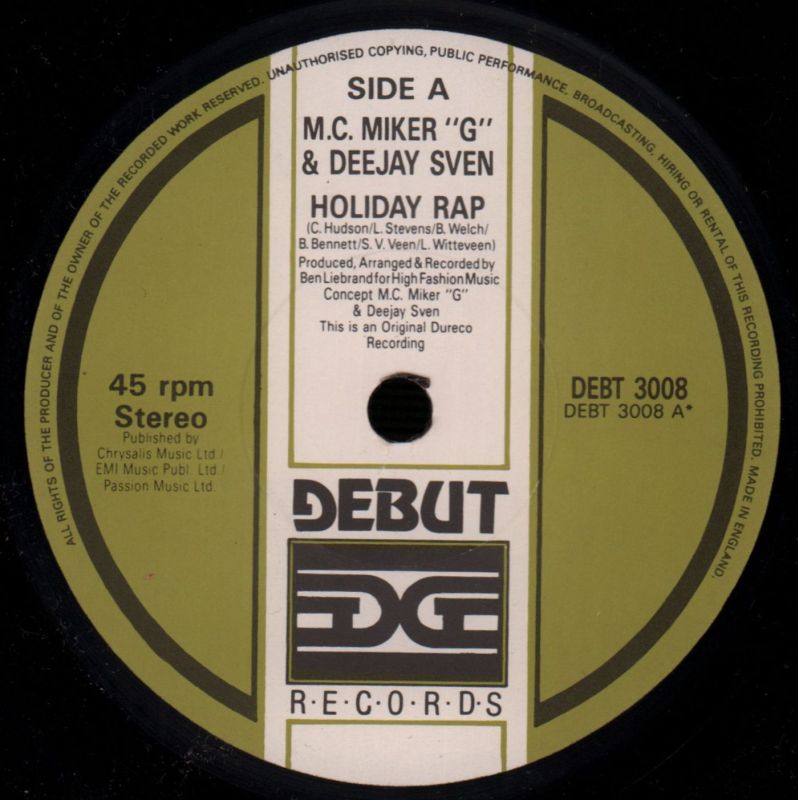 ALL RIGHTS OF THE PRODUCER AND OF THE OWNER OF THE RECORDED WORK RESERVED. UNAUTHORISED COPYING, PUBLIC PERFORMANCE, BROADCASTING, HIRING OR RENTAL OF THIS RECORDING PROHIBITED. MADE IN ENGLAND.
SIDE A
M.C. MIKER "G"
& DEEJAY SVEN
HOLIDAY RAP
(C. Hudson/L. Stevens/B. Welch/
B. Bennett/S. V. Veen/L. Witteveen)
Produced, Arranged & Recorded by
Ben Liebrand for High Fashion Music
Concept M.C. Miker "G"
& Deejay Sven
This is an Original Dureco
Recording
45 rpm
Stereo
Published by
Chrysalis Music Ltd /
EMI Music Publ. Ltd. /
Passion Music Ltd.
DEBT 3008
DEBT 3008 A*
DEBUT
R·E·C·O·R·D·S